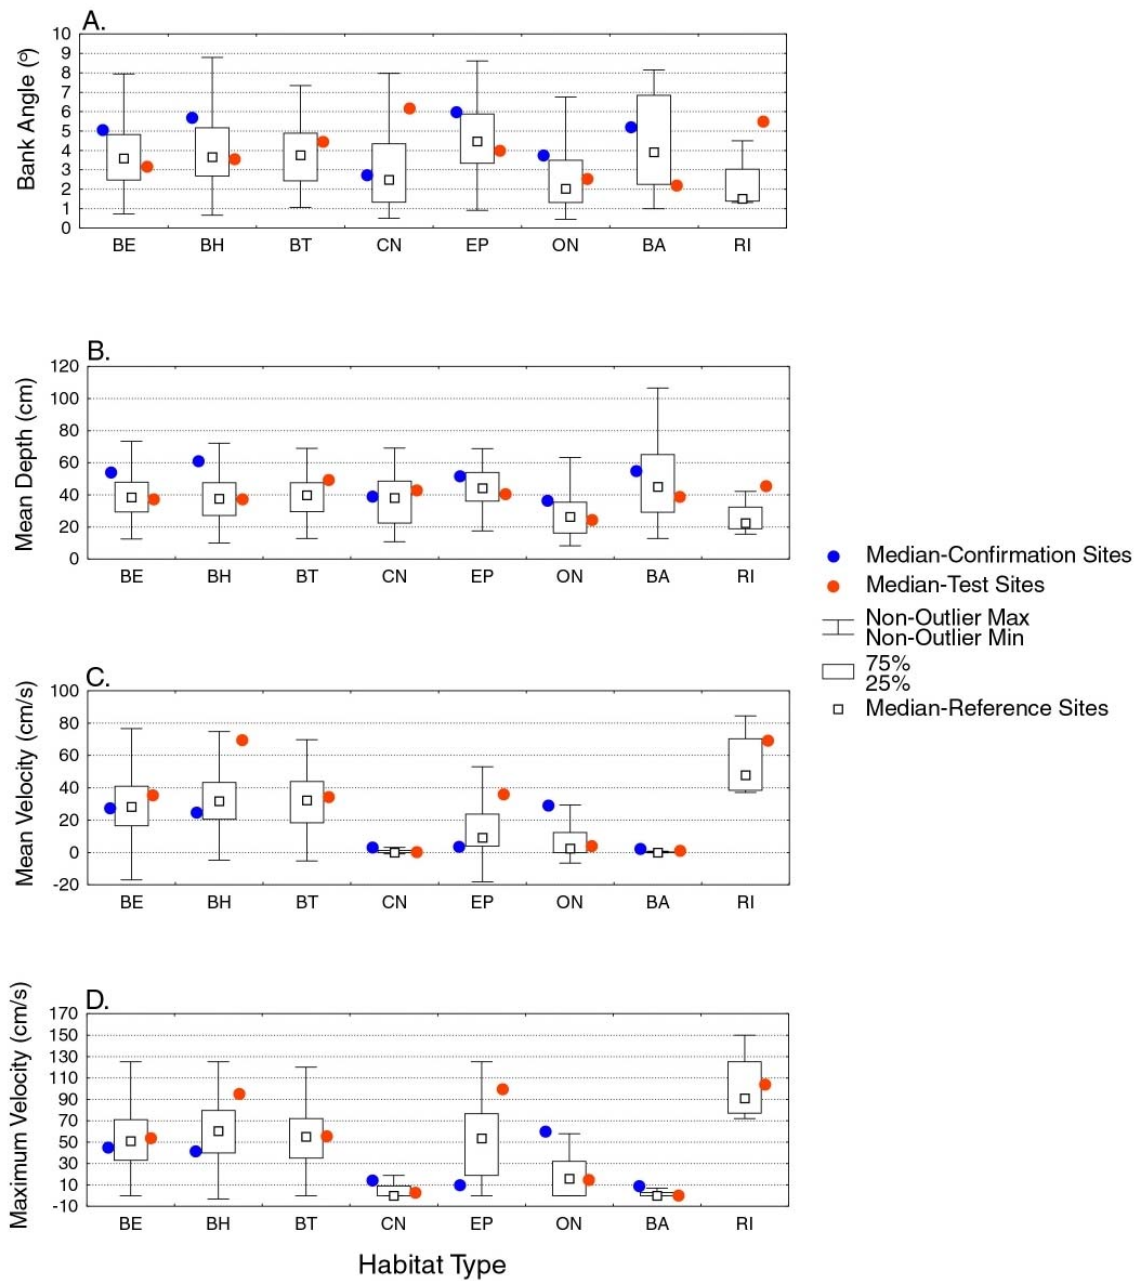 A.
Bank Angle (°)
10
9
8
7
6
5
4
3
2
1
0
BE BH BT CN EP ON BA RI
B.
Mean Depth (cm)
120
100
80
60
40
20
0
BE BH BT CN EP ON BA RI
Median-Confirmation Sites
Median-Test Sites
Non-Outlier Max
Non-Outlier Min
75%
25%
Median-Reference Sites
C.
Mean Velocity (cm/s)
100
80
60
40
20
0
-20
BE BH BT CN EP ON BA RI
D.
Maximum Velocity (cm/s)
170
150
130
110
90
70
50
30
10
-10
BE BH BT CN EP ON BA RI
Habitat Type